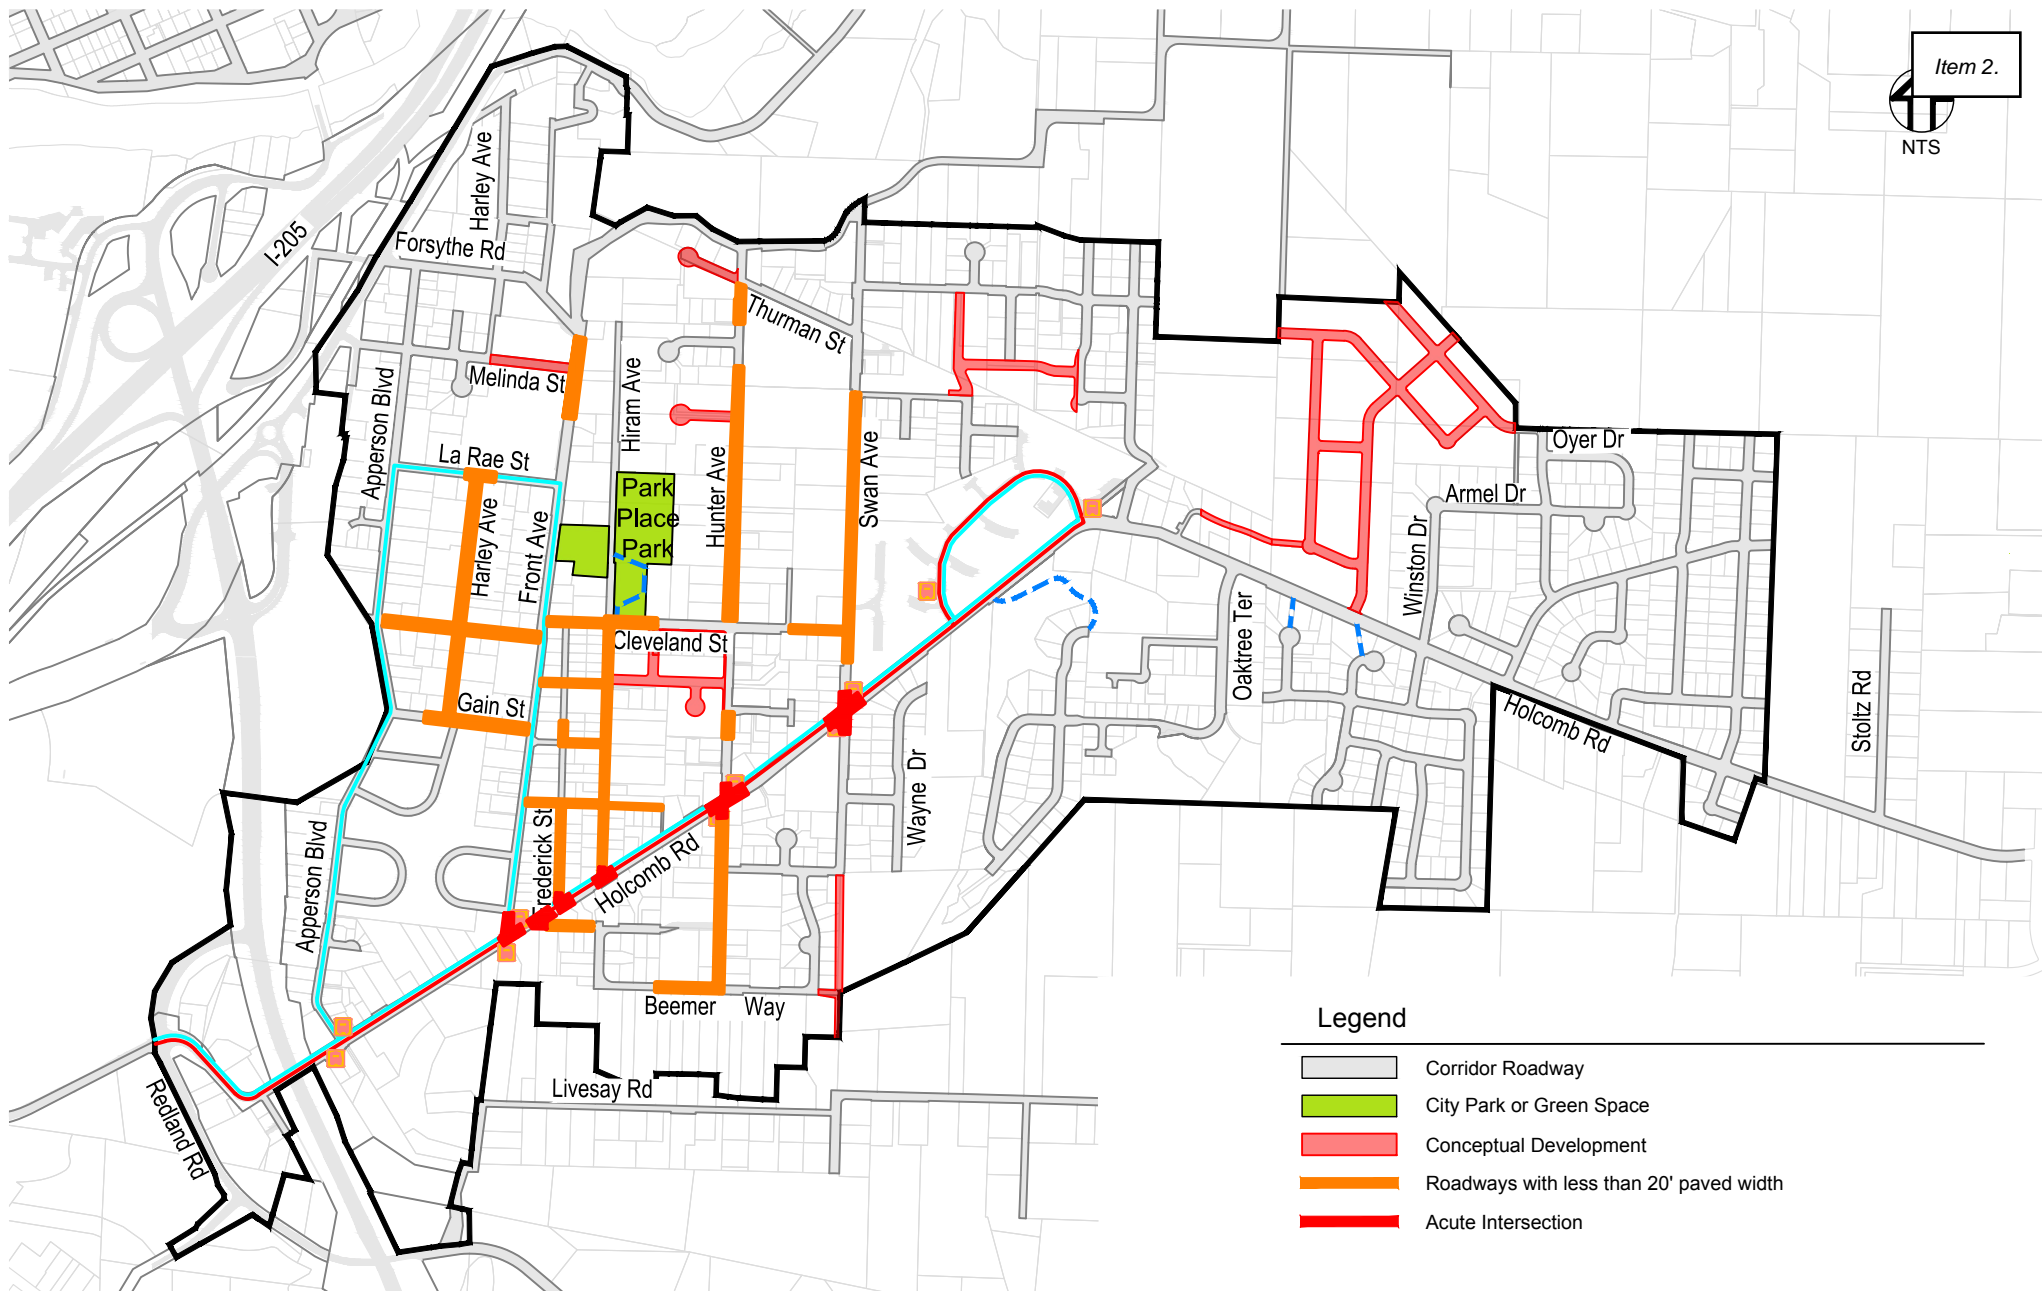 Item 2.
NTS
Harley Ave
I-205
Forsythe Rd
Thurman St
Melinda St
Apperson Blvd
Hiram Ave
La Rae St
Swan Ave
Oyer Dr
Park
Place
Park
Armel Dr
Harley Ave
Front Ave
Hunter Ave
Winston Dr
Cleveland St
Oaktree Ter
Gain St
Holcomb Rd
Stoltz Rd
Wayne Dr
Frederick St
Holcomb Rd
Apperson Blvd
Beemer Way
Livesay Rd
Redland Rd
Legend
Corridor Roadway
City Park or Green Space
Conceptual Development
Roadways with less than 20' paved width
Acute Intersection